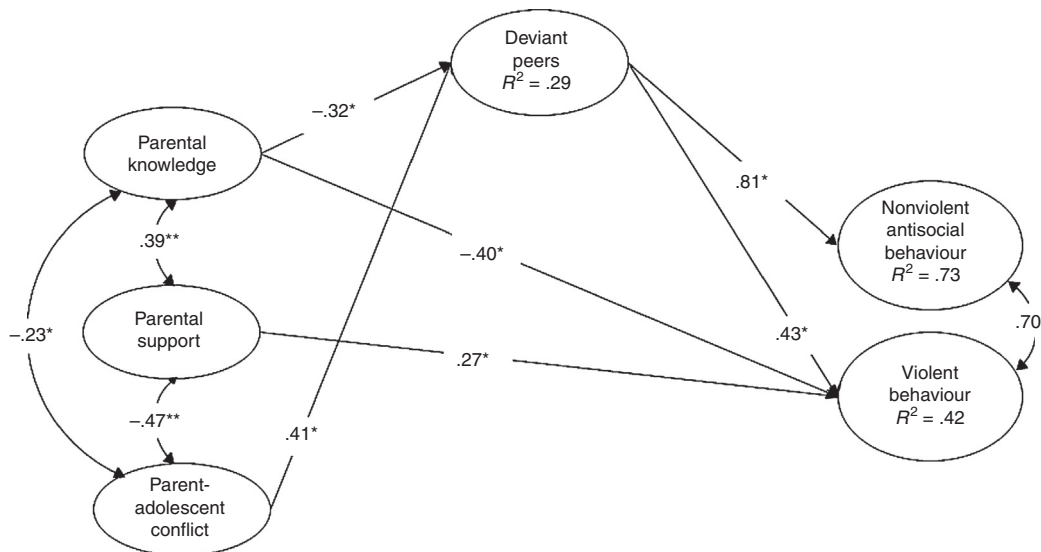 Deviant
peers
R² = .29
–.32*
Parental
knowledge
.81*
Nonviolent
antisocial
behaviour
R² = .73
.39**
–.40*
Parental
support
–.23*
.27*
.43*
.70
Violent
behaviour
R² = .42
–.47**
.41*
Parent-
adolescent
conflict